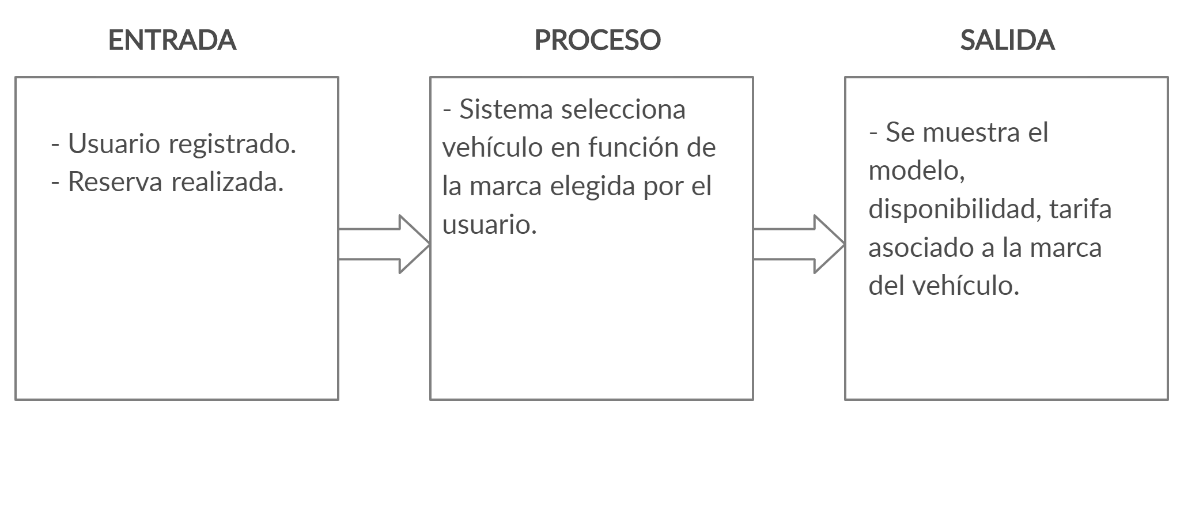 ENTRADA
PROCESO
SALIDA
- Usuario registrado.
- Reserva realizada.
- Sistema selecciona
vehículo en función de
la marca elegida por el
usuario.
- Se muestra el
modelo,
disponibilidad, tarifa
asociado a la marca
del vehículo.